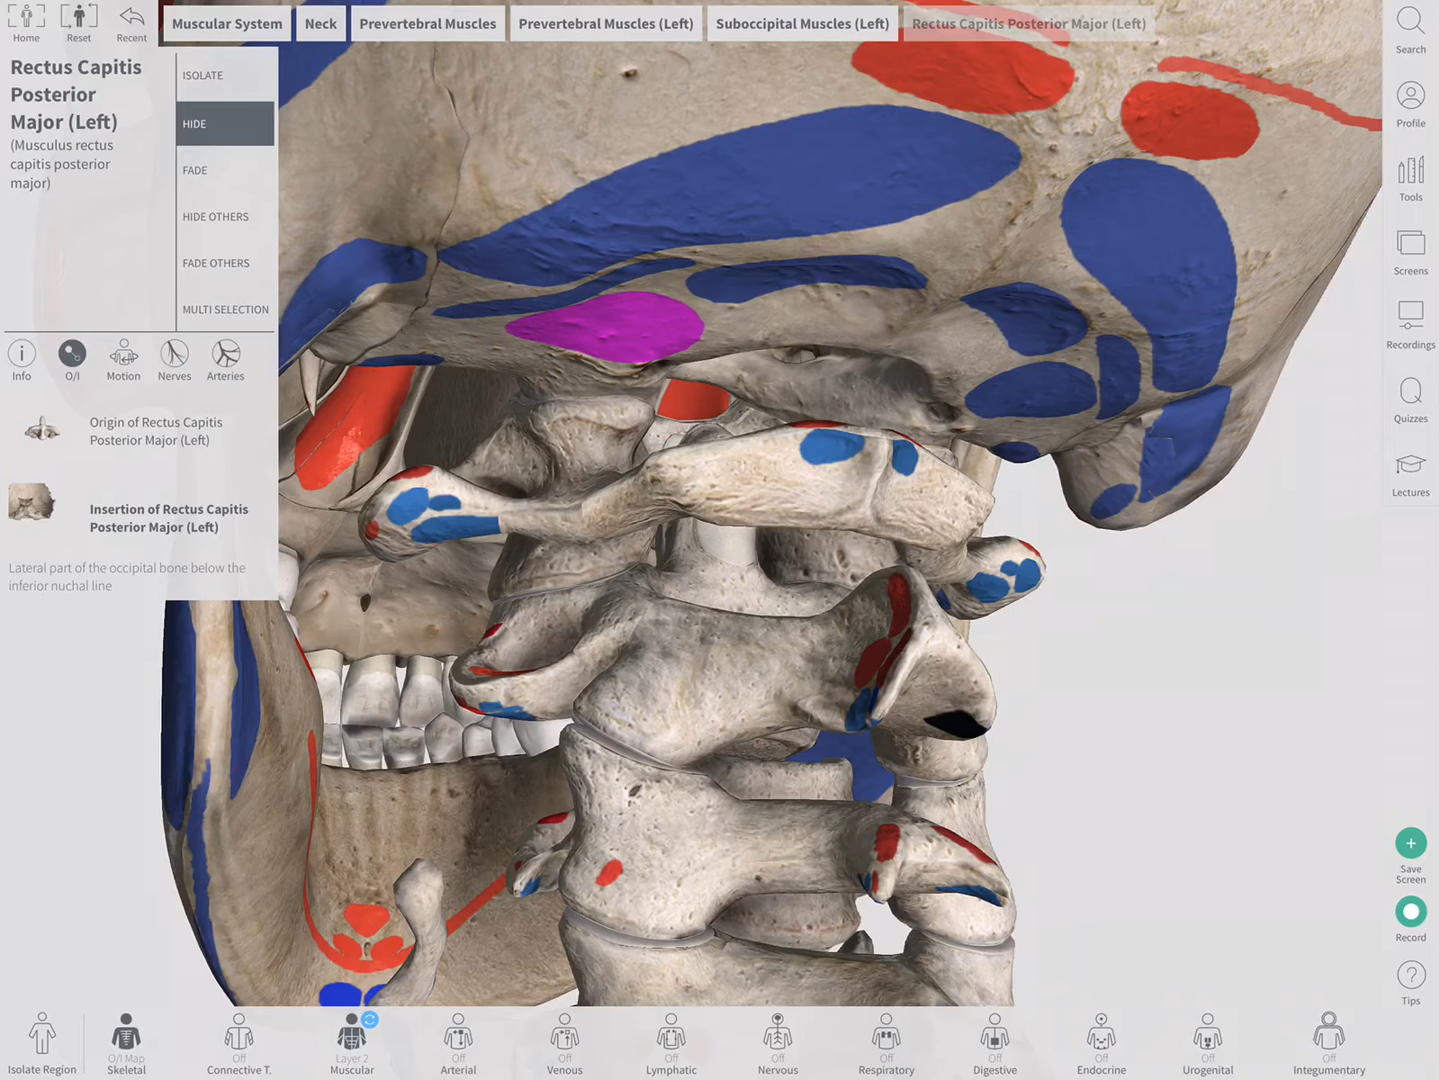 Home
Reset
Recent
Muscular System
Neck
Prevertebral Muscles
Prevertebral Muscles (Left)
Suboccipital Muscles (Left)
Rectus Capitis Posterior Major (Left)
Rectus Capitis
Posterior
Major (Left)
(Musculus rectus
capitis posterior
major)
ISOLATE
HIDE
FADE
HIDE OTHERS
FADE OTHERS
MULTI SELECTION
Info
O/I
Motion
Nerves
Arteries
Origin of Rectus Capitis
Posterior Major (Left)
Insertion of Rectus Capitis
Posterior Major (Left)
Lateral part of the occipital bone below the
inferior nuchal line
Search
Profile
Tools
Screens
Recordings
Quizzes
Lectures
Save
Screen
Record
Tips
Isolate Region
O/I Map
Skeletal
Off
Connective T.
Layer 2
Muscular
Off
Arterial
Off
Venous
Off
Lymphatic
Off
Nervous
Off
Respiratory
Off
Digestive
Off
Endocrine
Off
Urogenital
Off
Integumentary